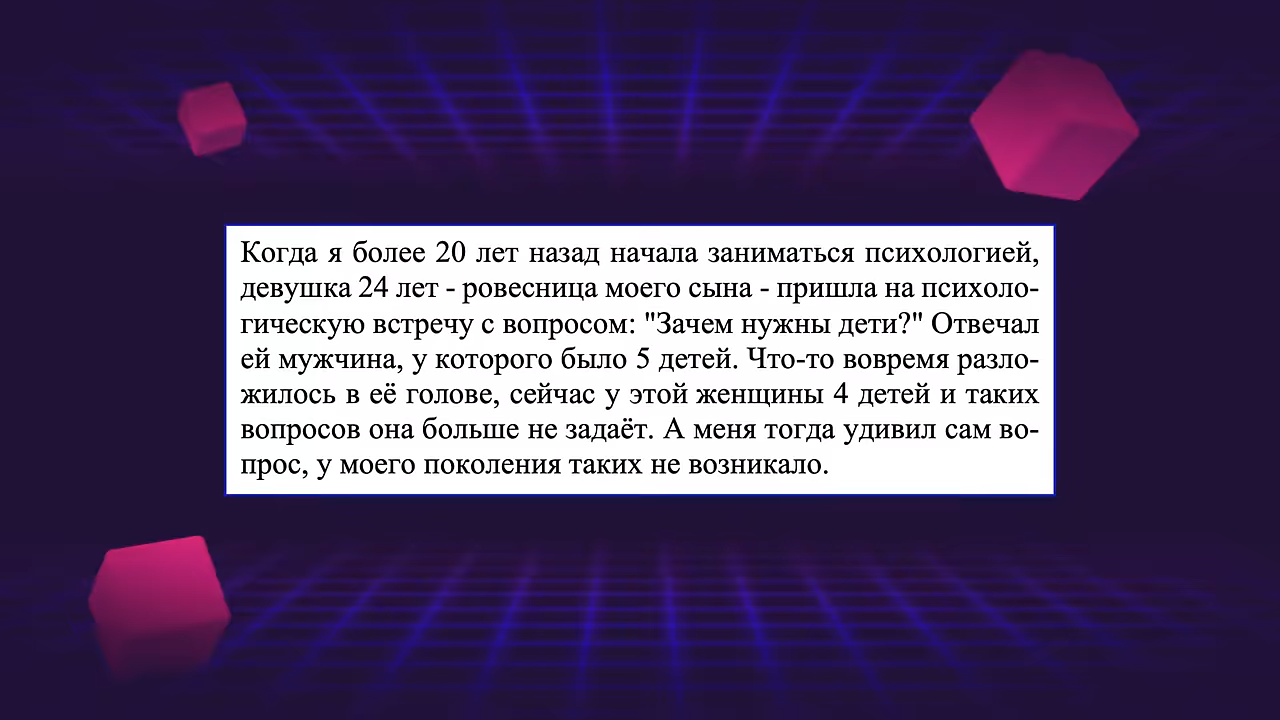 Когда я более 20 лет назад начала заниматься психологией,
девушка 24 лет - ровесница моего сына - пришла на психоло-
гическую встречу с вопросом: "Зачем нужны дети?" Отвечал
ей мужчина, у которого было 5 детей. Что-то вовремя разло-
жилось в её голове, сейчас у этой женщины 4 детей и таких
вопросов она больше не задаёт. А меня тогда удивил сам во-
прос, у моего поколения таких не возникало.